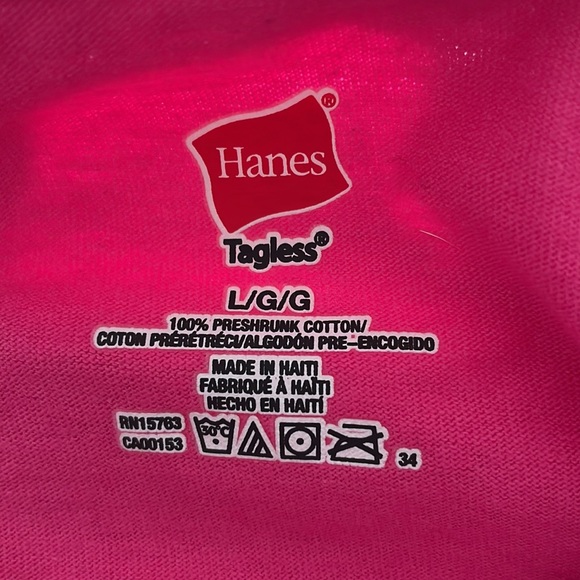 Hanes®
Tagless®
L/G/G
100% PRESHRUNK COTTON/
COTON PRÉRÉTRÉCI/ALGODÓN PRE-ENCOGIDO
MADE IN HAITI
FABRIQUÉ À HAÏTI
HECHO EN HAITÍ
RN15763
CA00153
30°C
34